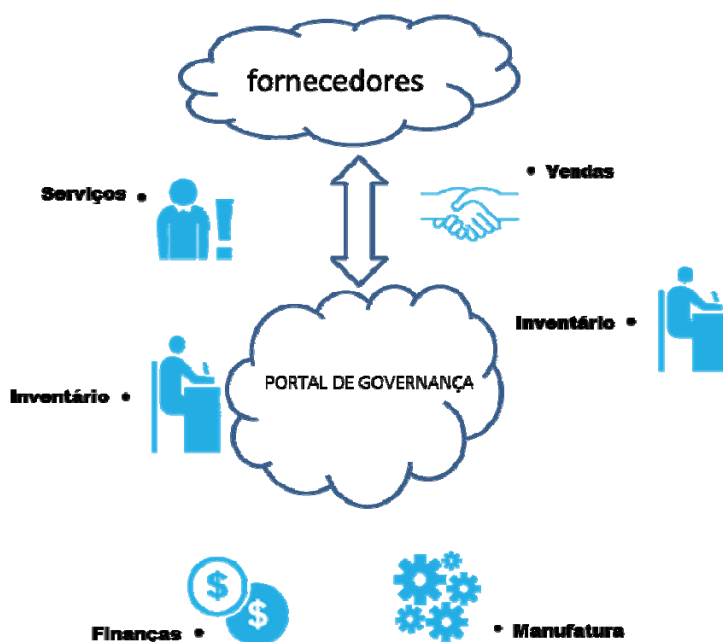 fornecedores
• Vendas
Serviços •
Inventário •
PORTAL DE GOVERNANÇA
Inventário •
$
$
Finanças •
• Manufatura